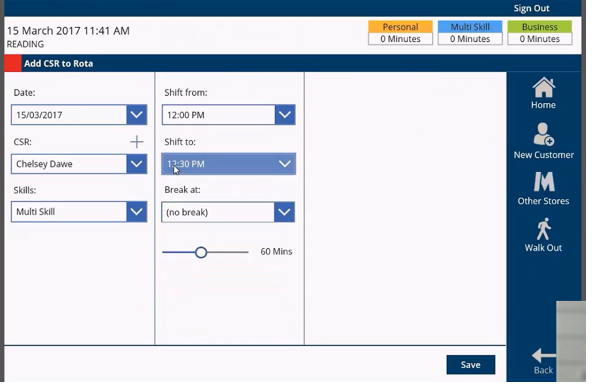 Sign Out
15 March 2017 11:41 AM
READING
Personal
0 Minutes
Multi Skill
0 Minutes
Business
0 Minutes
Add CSR to Rota
Date:
15/03/2017
CSR:
Chelsey Dawe
Skills:
Multi Skill
Shift from:
12:00 PM
Shift to:
12:30 PM
Break at:
(no break)
60 Mins
Home
New Customer
Other Stores
Walk Out
Save
Back